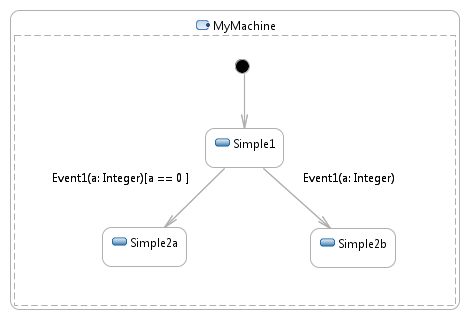 MyMachine
Simple1
Event1(a: Integer)[a == 0 ]
Event1(a: Integer)
Simple2a
Simple2b